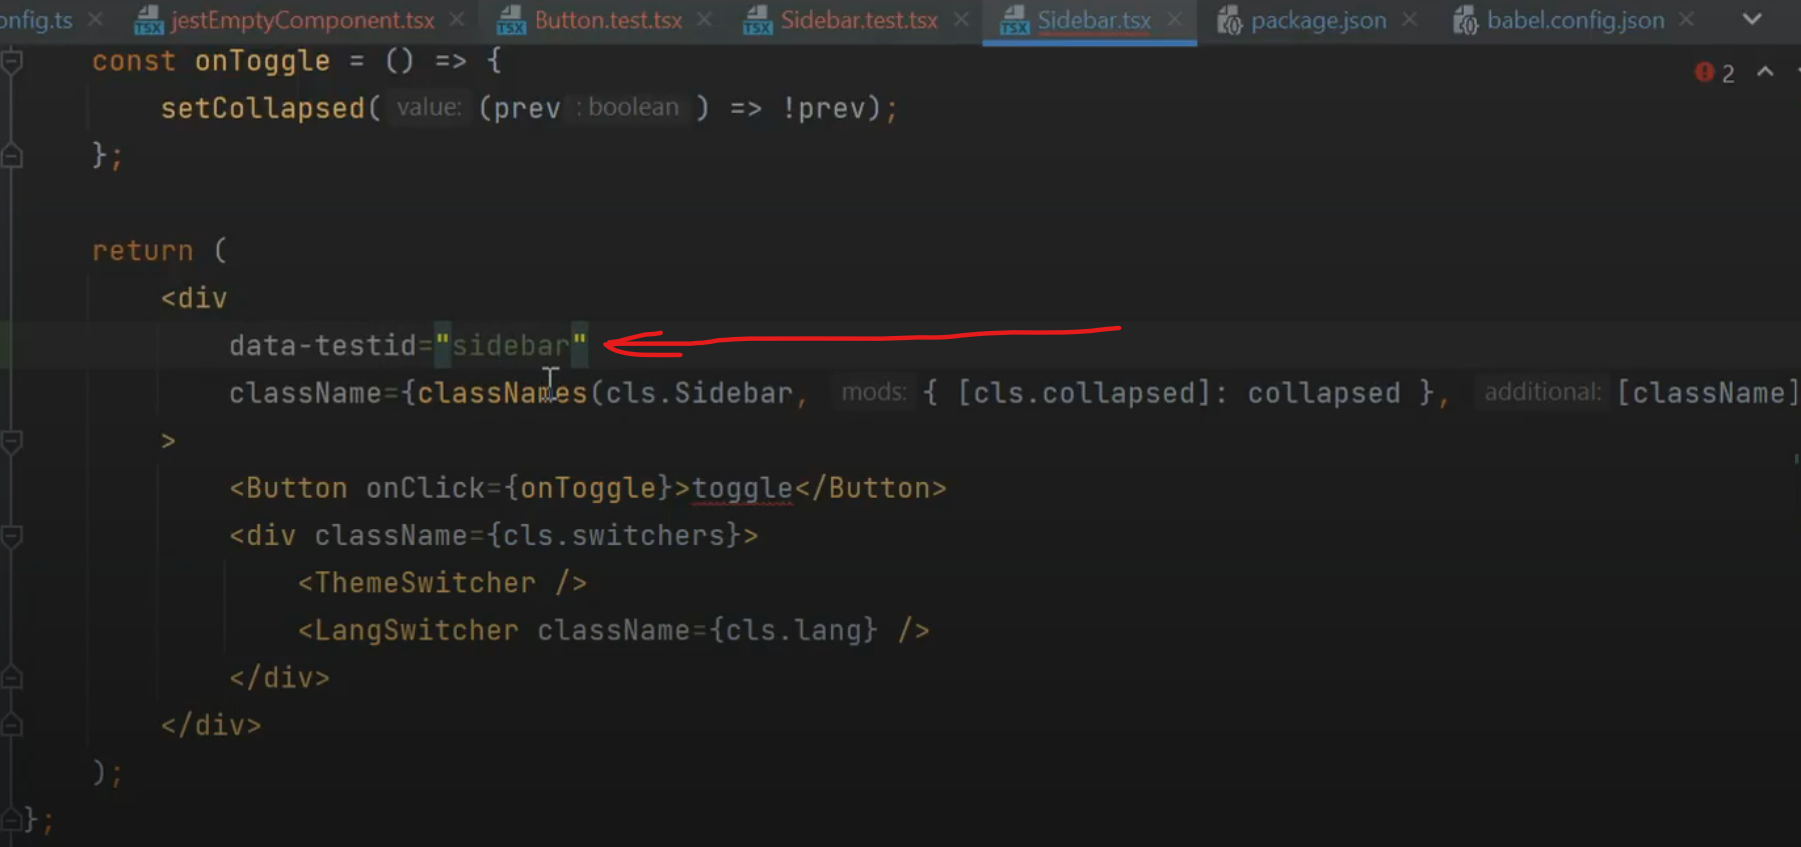 onfig.ts jestEmptyComponent.tsx Button.test.tsx Sidebar.test.tsx Sidebar.tsx package.json babel.config.json
const onToggle = () => { 2
setCollapsed( value: (prev : boolean ) => !prev);
};
return (
<div
data-testid="sidebar"
className={classNames(cls.Sidebar, mods: { [cls.collapsed]: collapsed }, additional: [className]
>
<Button onClick={onToggle}>toggle</Button>
<div className={cls.switchers}>
<ThemeSwitcher />
<LangSwitcher className={cls.lang} />
</div>
</div>
);
};